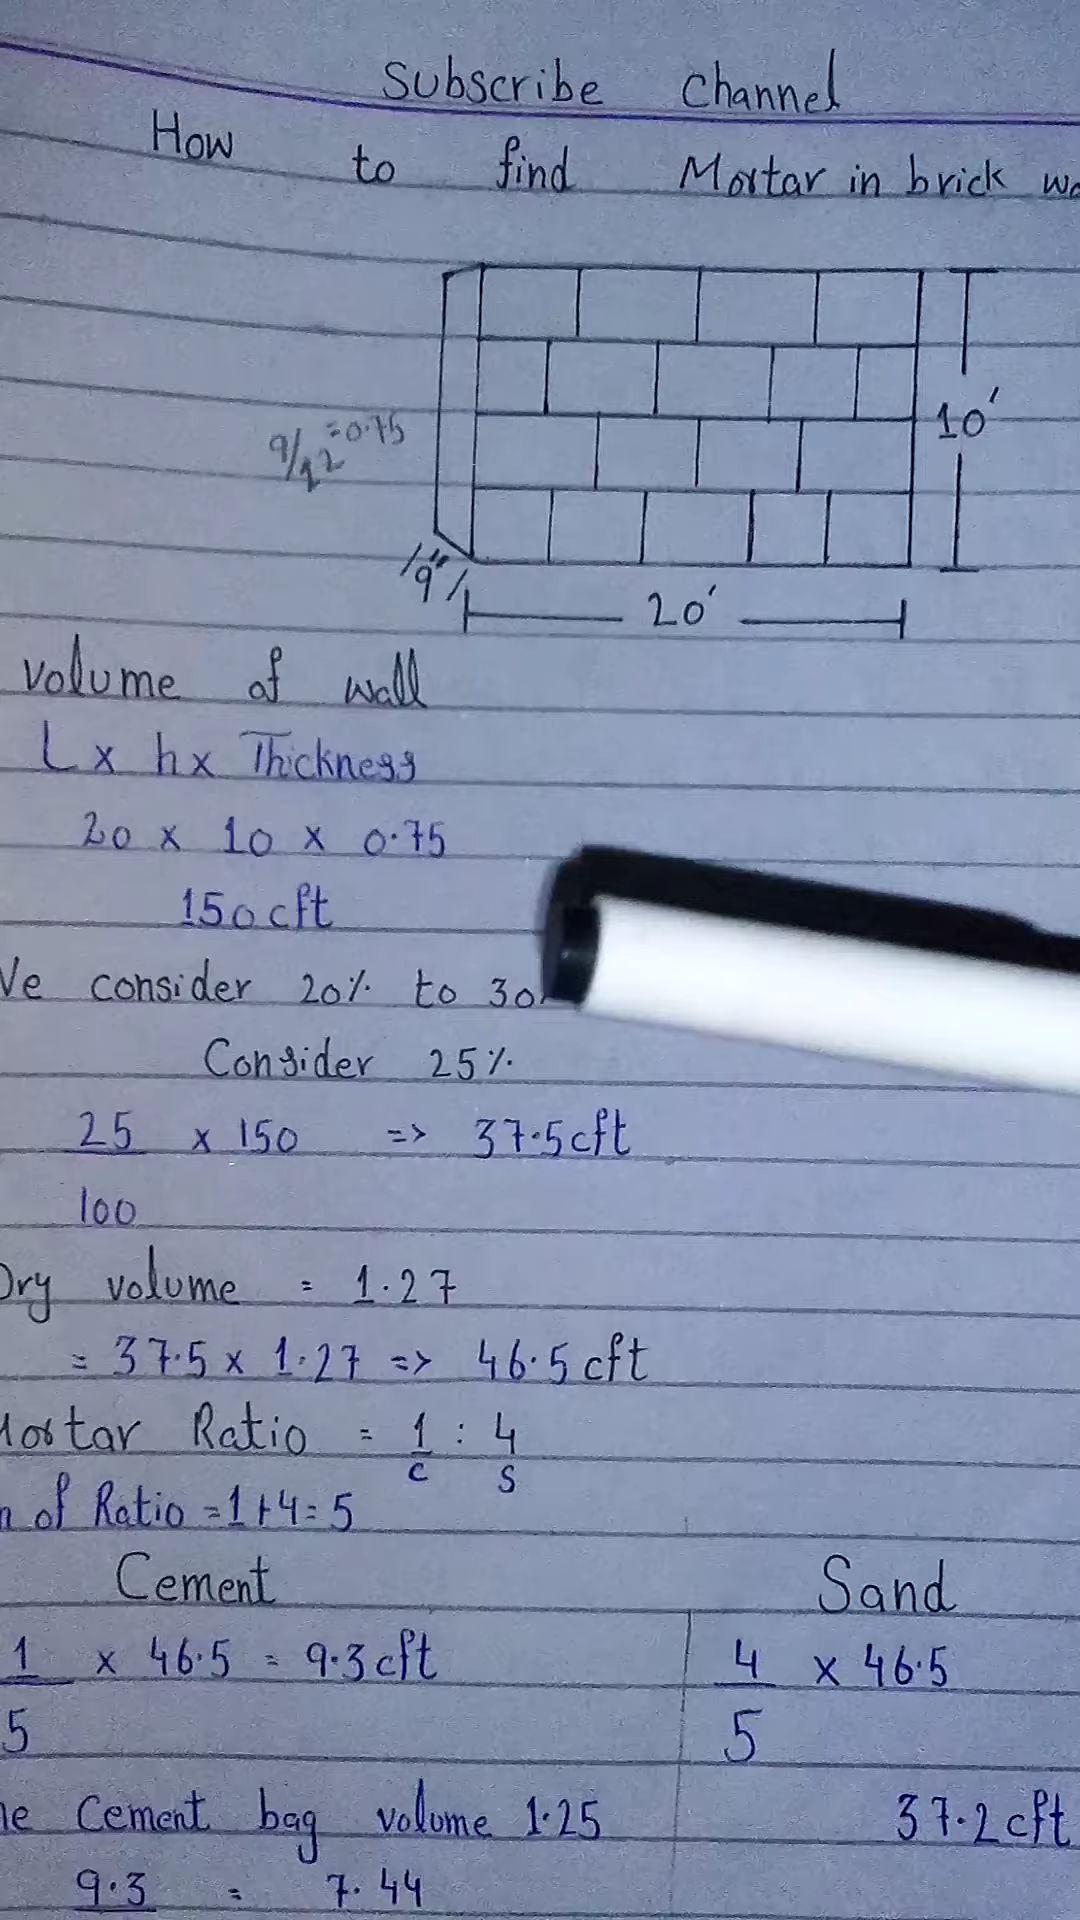 Subscribe Channel
How to find Mortar in brick
9/12 =0.75
10'
9"
20'
Volume of wall
L x h x Thickness
20 x 10 x 0.75
150 cft
consider 20% to 30
Consider 25%
25 x 150 => 37.5 cft
100
Dry volume = 1.27
= 37.5 x 1.27 => 46.5 cft
Mortar Ratio = 1 : 4
C S
of Ratio = 1+4=5
Cement Sand
1 x 46.5 = 9.3 cft 4 x 46.5
5 5
Cement bag volume 1.25 37.2 cft
9.3 = 7.44